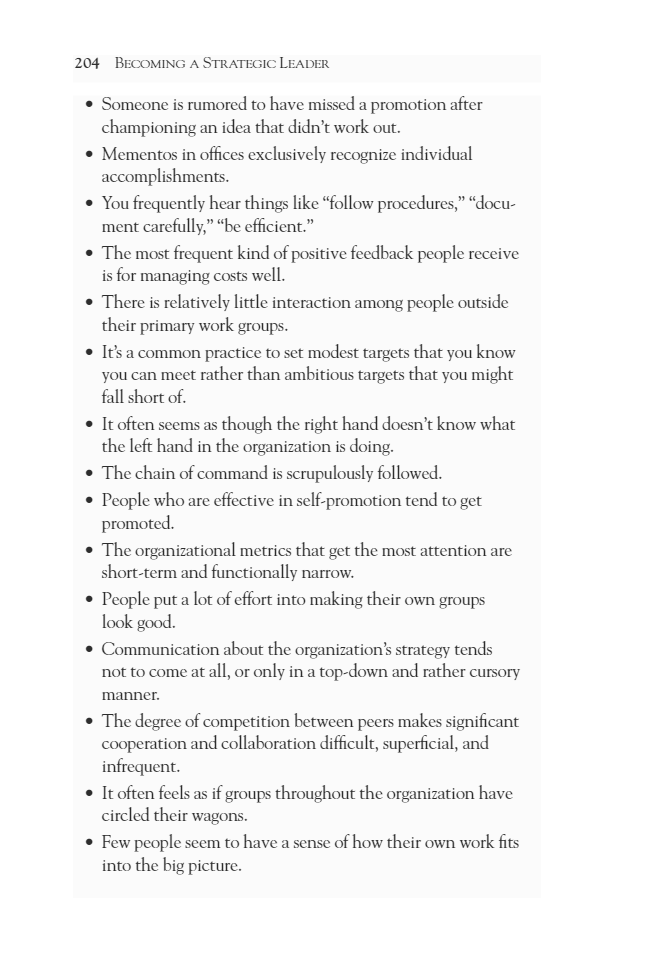 204 BECOMING A STRATEGIC LEADER
• Someone is rumored to have missed a promotion after
championing an idea that didn’t work out.
• Mementos in offices exclusively recognize individual
accomplishments.
• You frequently hear things like “follow procedures,” “docu-
ment carefully,” “be efficient.”
• The most frequent kind of positive feedback people receive
is for managing costs well.
• There is relatively little interaction among people outside
their primary work groups.
• It’s a common practice to set modest targets that you know
you can meet rather than ambitious targets that you might
fall short of.
• It often seems as though the right hand doesn’t know what
the left hand in the organization is doing.
• The chain of command is scrupulously followed.
• People who are effective in self-promotion tend to get
promoted.
• The organizational metrics that get the most attention are
short-term and functionally narrow.
• People put a lot of effort into making their own groups
look good.
• Communication about the organization’s strategy tends
not to come at all, or only in a top-down and rather cursory
manner.
• The degree of competition between peers makes significant
cooperation and collaboration difficult, superficial, and
infrequent.
• It often feels as if groups throughout the organization have
circled their wagons.
• Few people seem to have a sense of how their own work fits
into the big picture.